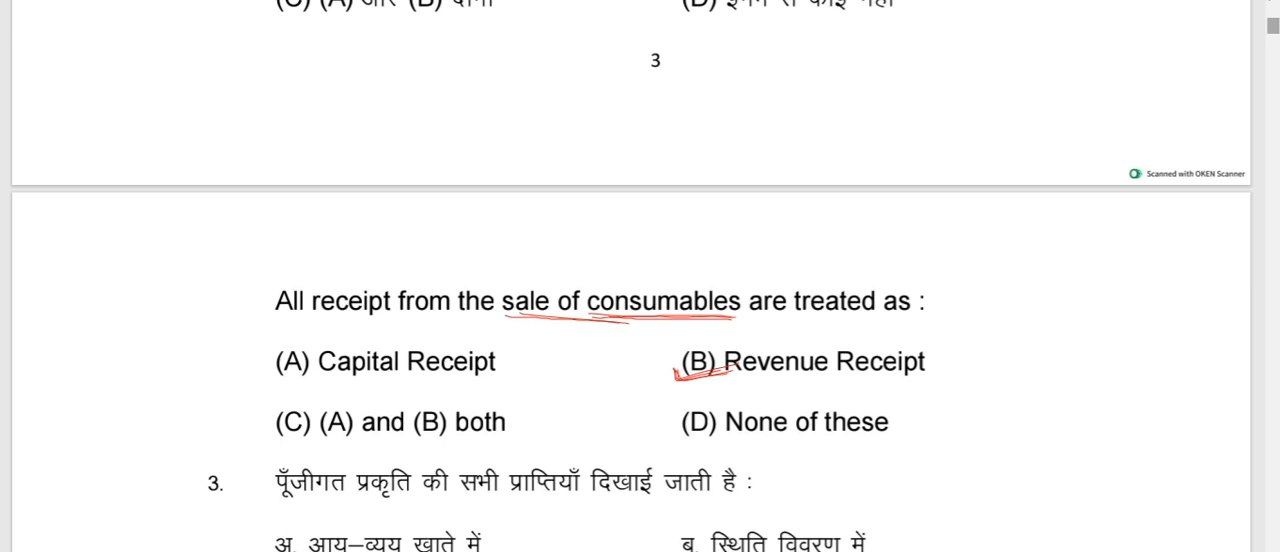 3
Scanned with OKEN Scanner
All receipt from the sale of consumables are treated as :
(A) Capital Receipt (B) Revenue Receipt
(C) (A) and (B) both (D) None of these
3. पूँजीगत प्रकृति की सभी प्राप्तियाँ दिखाई जाती है :
अ. आय–व्यय खाते में ब. स्थिति विवरण में